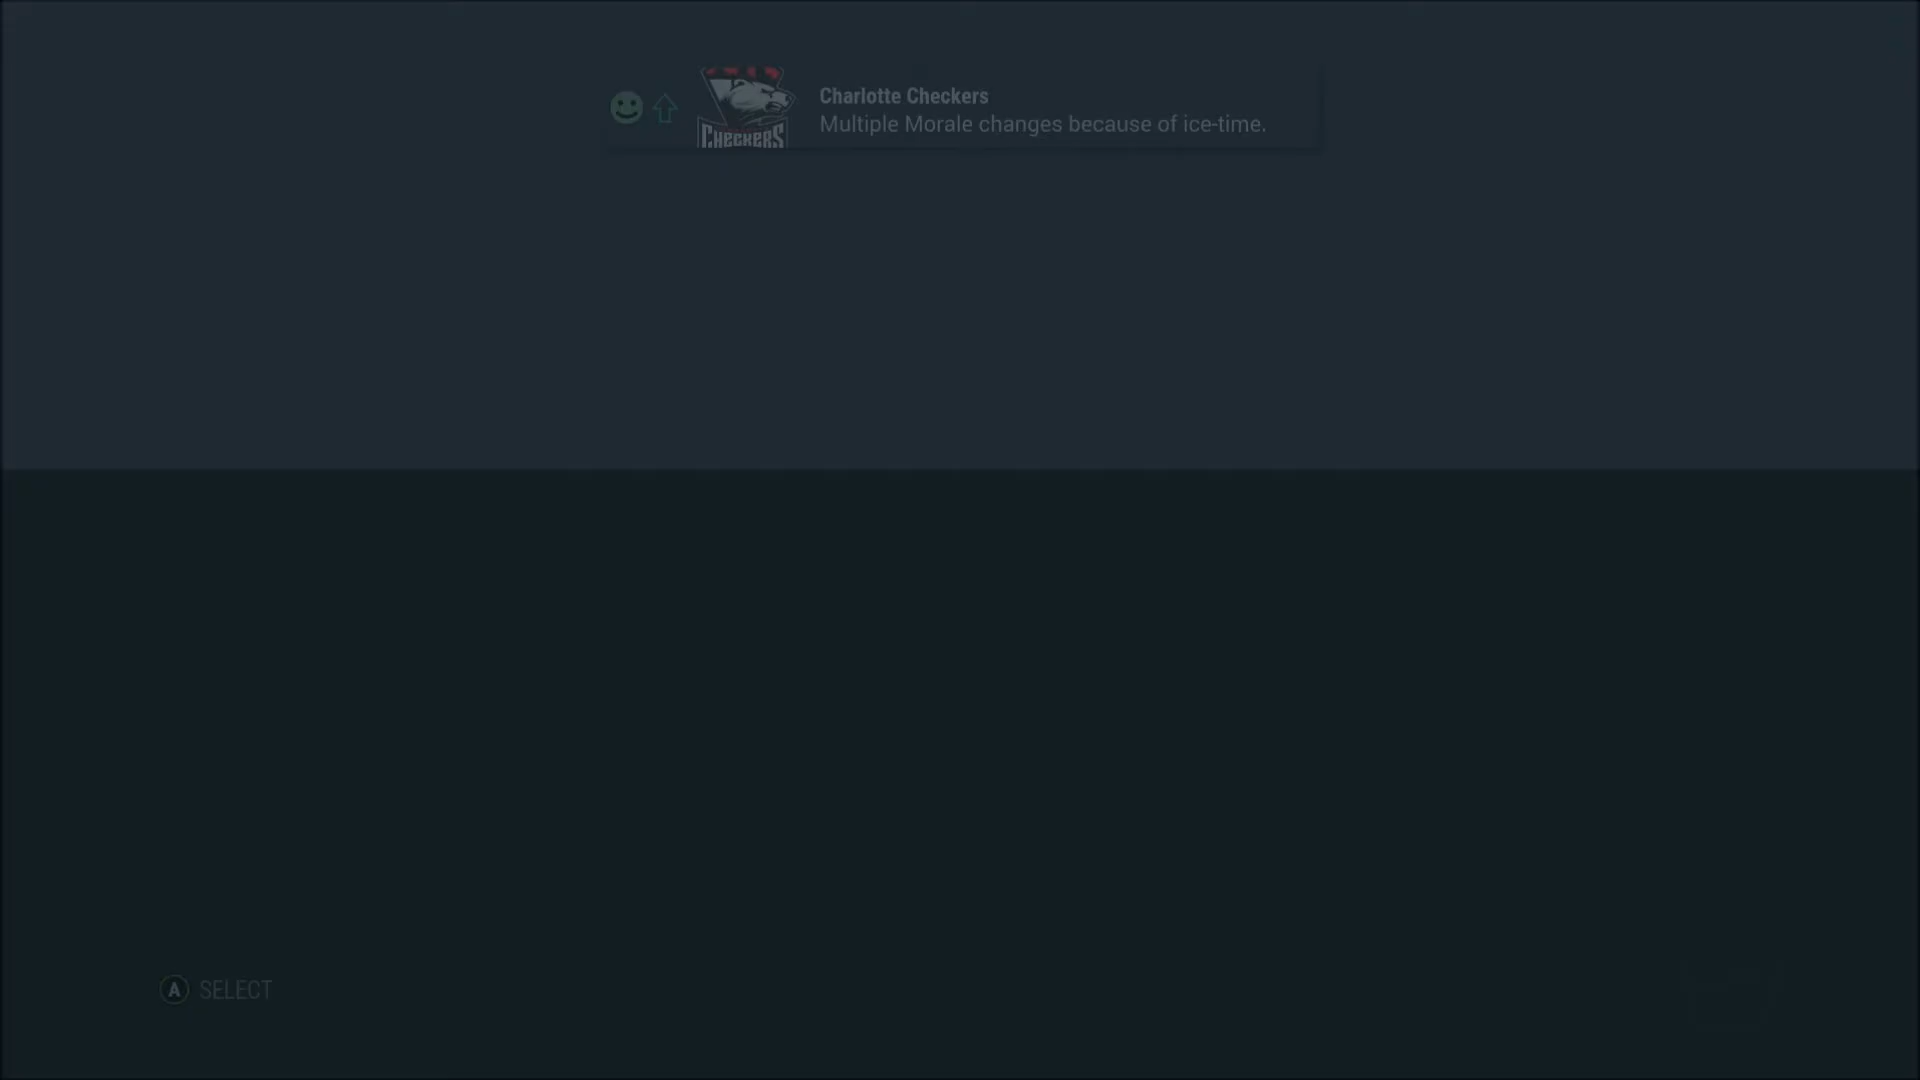 Charlotte Checkers
Multiple Morale changes because of ice-time.
CHECKERS
A SELECT